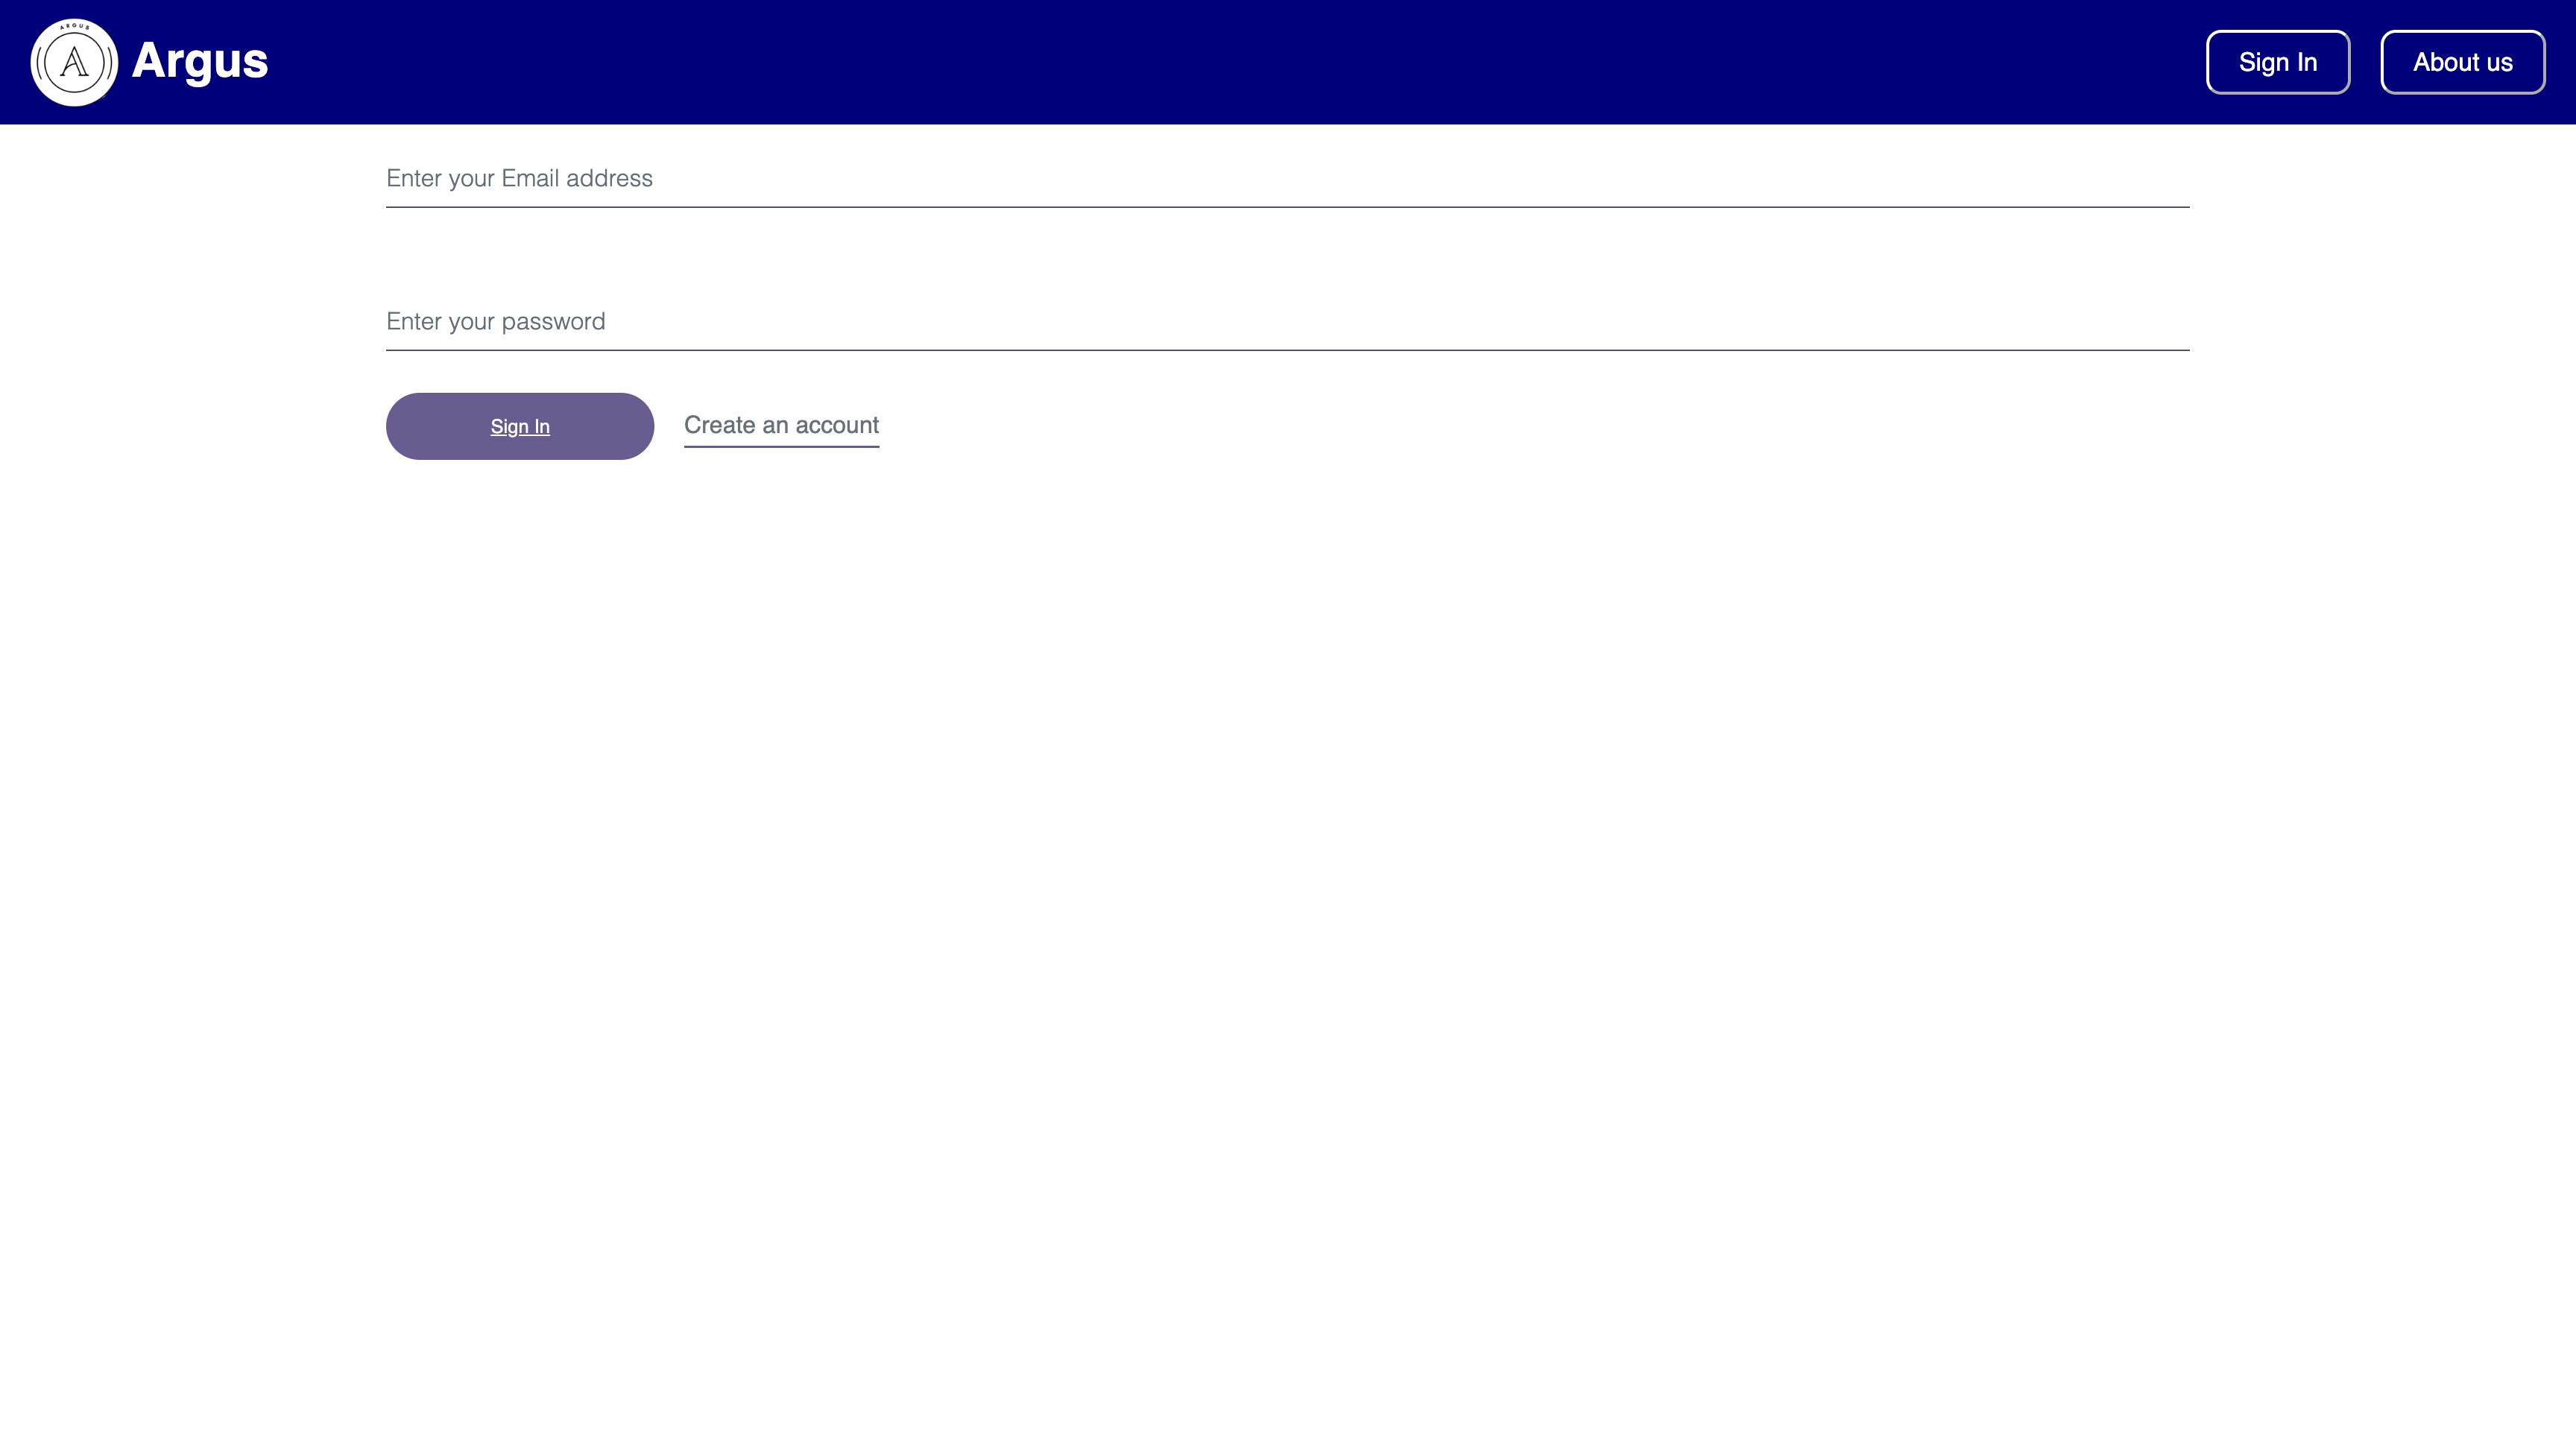 ARGUS
A
Argus
Sign In
About us
Enter your Email address
Enter your password
Sign In
Create an account